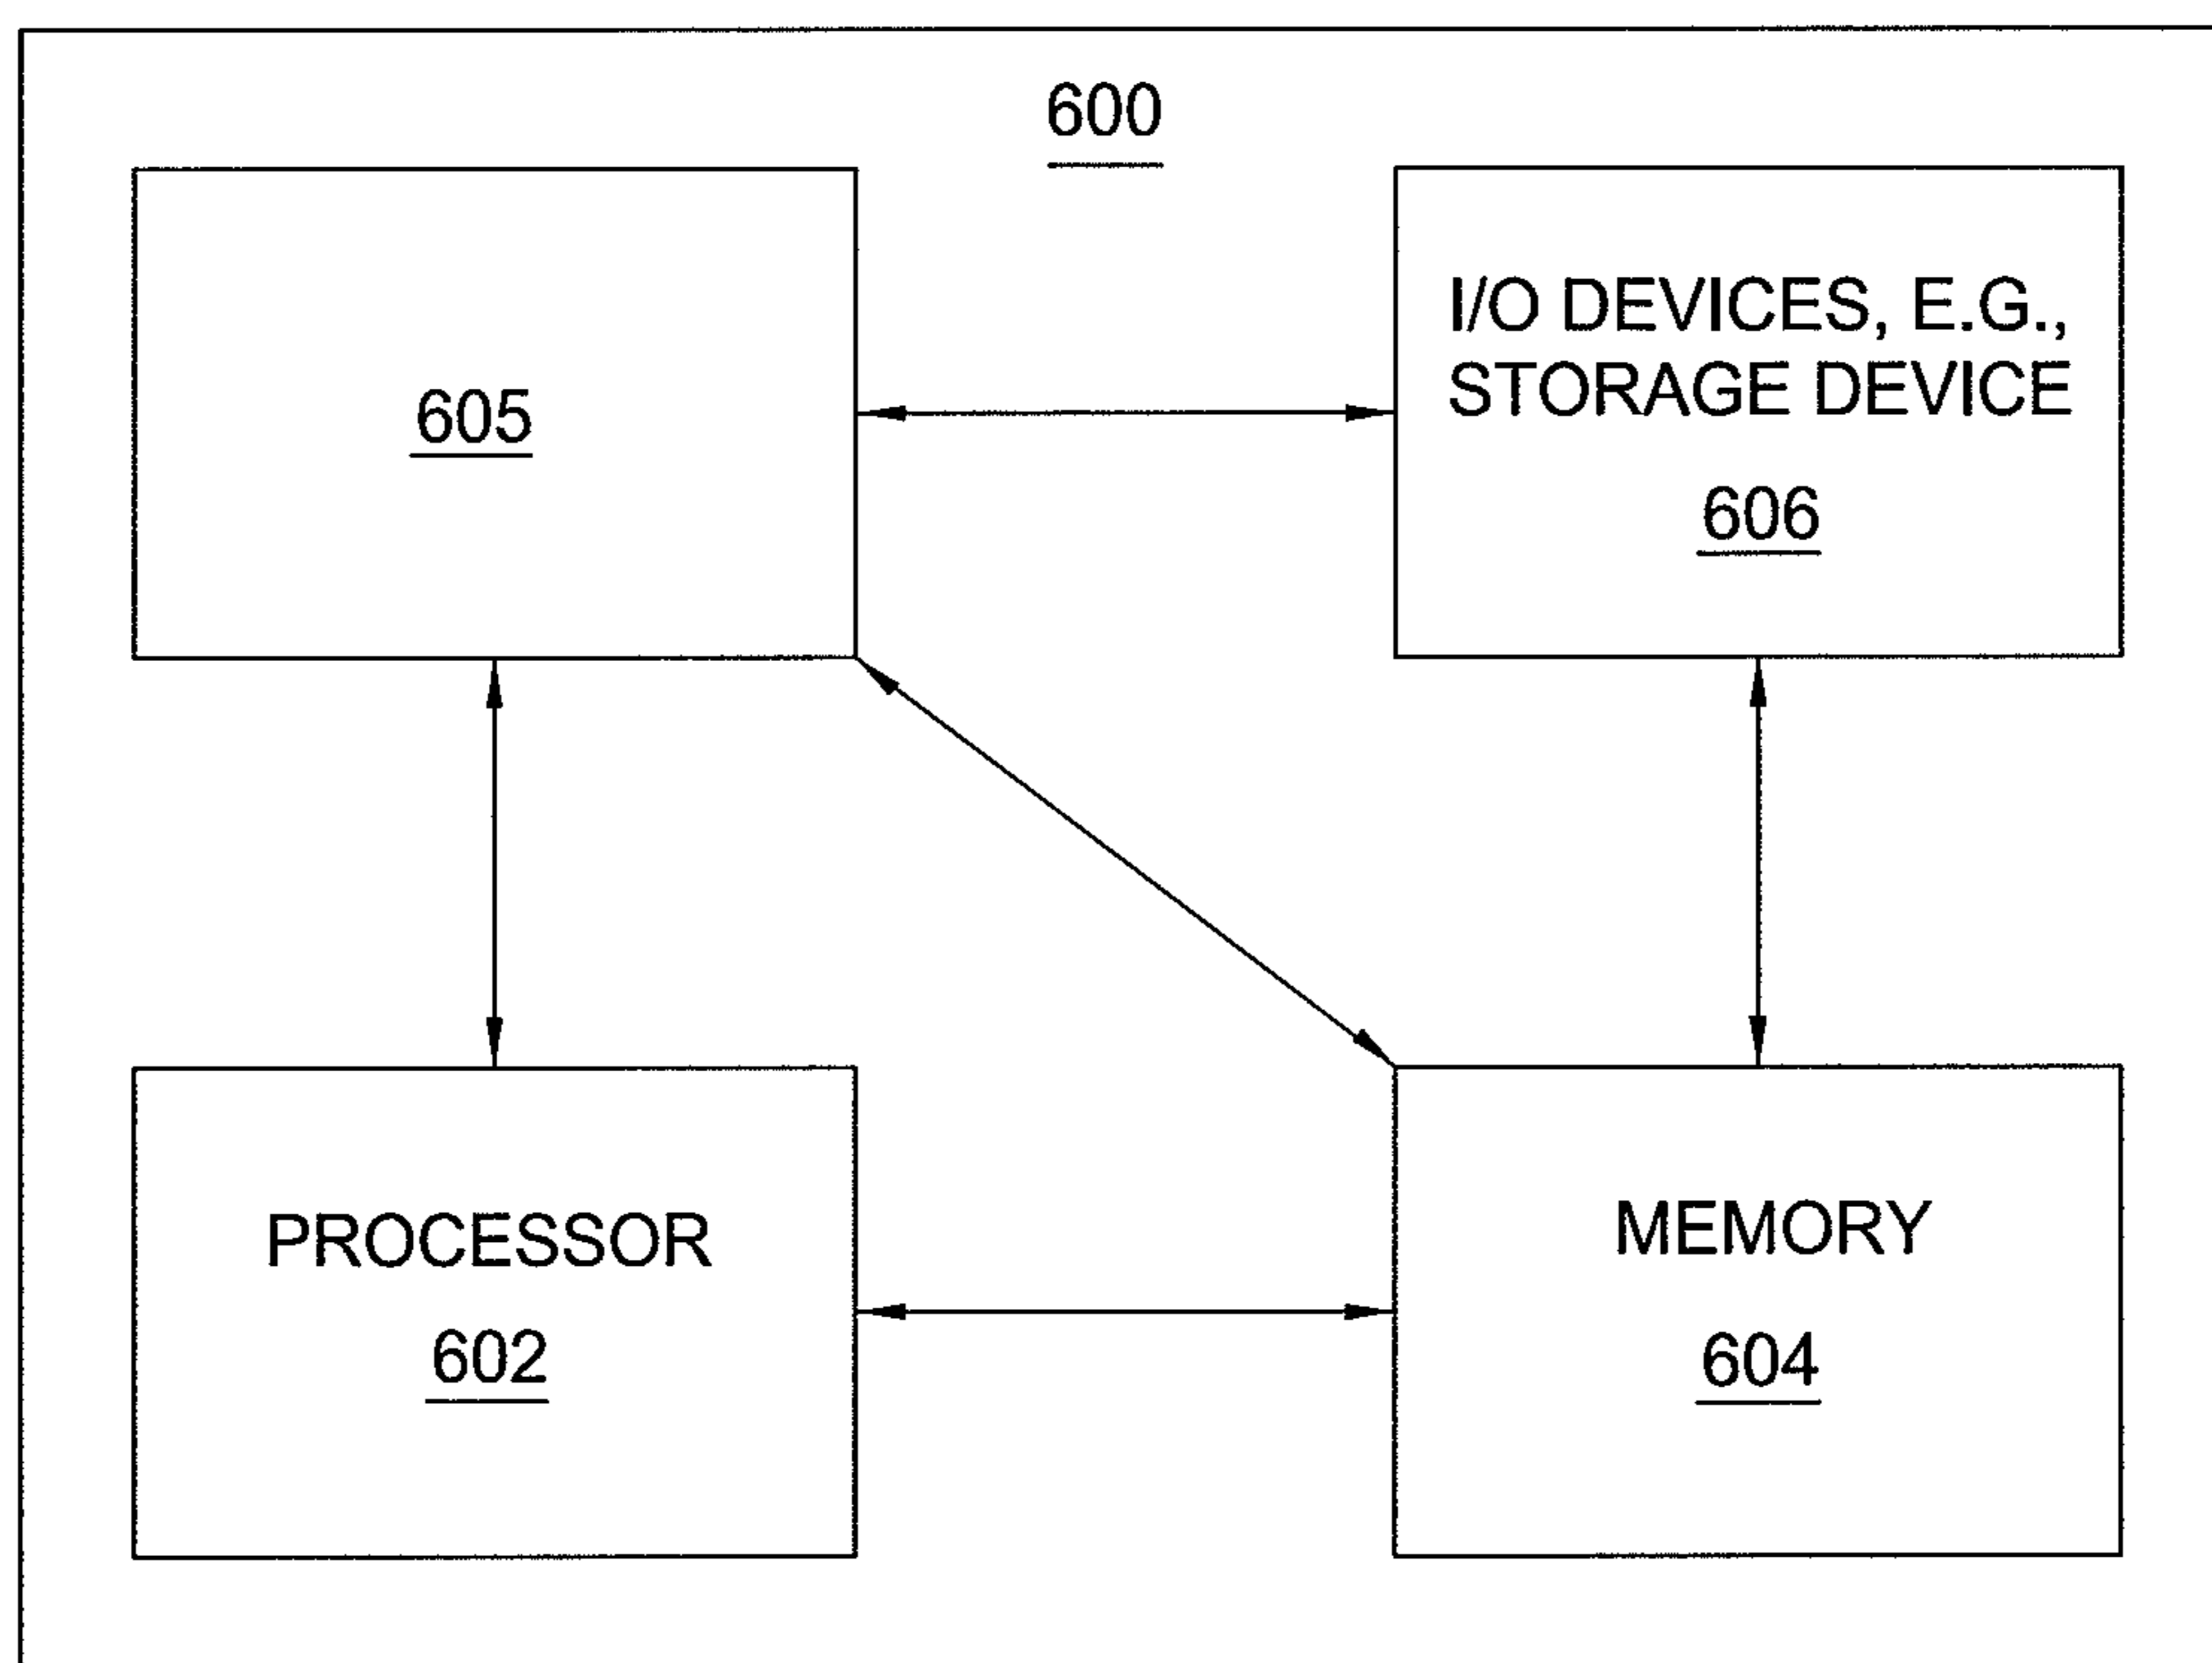 600
605
I/O DEVICES, E.G.,
STORAGE DEVICE
606
PROCESSOR
602
MEMORY
604